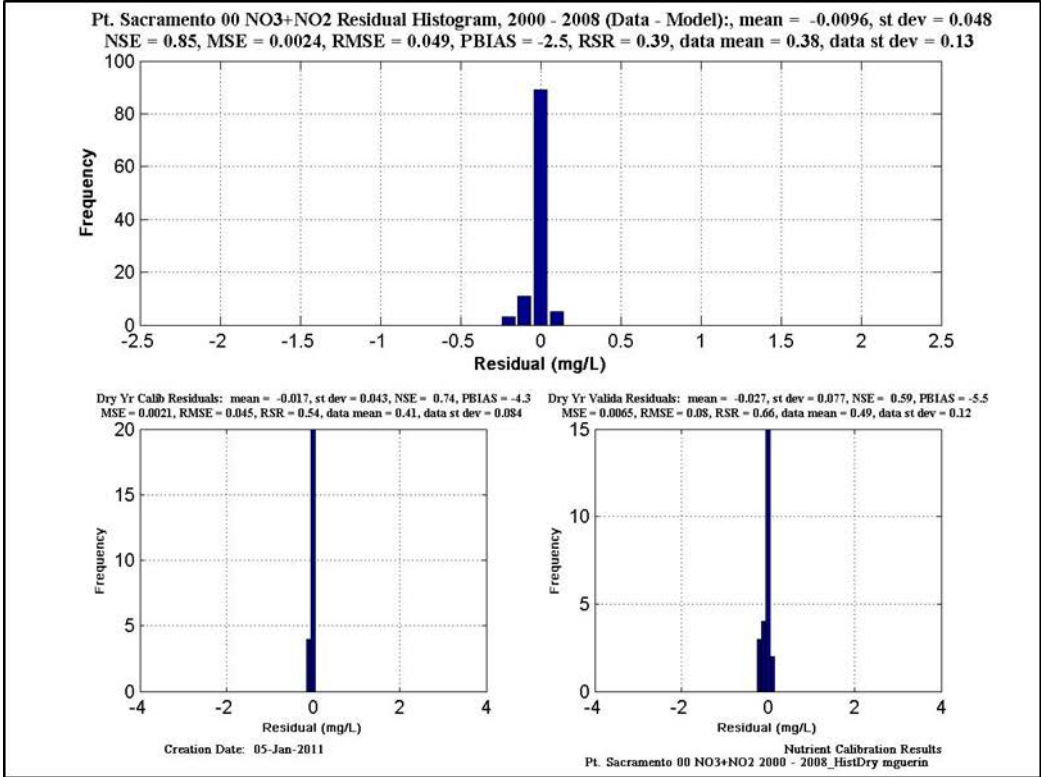 Pt. Sacramento 00 NO3+NO2 Residual Histogram, 2000 - 2008 (Data - Model):, mean = -0.0096, st dev = 0.048
NSE = 0.85, MSE = 0.0024, RMSE = 0.049, PBIAS = -2.5, RSR = 0.39, data mean = 0.38, data st dev = 0.13
100
80
60
40
20
0
Frequency
-2.5 -2 -1.5 -1 -0.5 0 0.5 1 1.5 2 2.5
Residual (mg/L)
Dry Yr Calib Residuals: mean = -0.017, st dev = 0.043, NSE = 0.74, PBIAS = -4.3
MSE = 0.0021, RMSE = 0.045, RSR = 0.54, data mean = 0.41, data st dev = 0.084
20
15
10
5
0
Frequency
-4 -2 0 2 4
Residual (mg/L)
Dry Yr Valida Residuals: mean = -0.027, st dev = 0.077, NSE = 0.59, PBIAS = -5.5
MSE = 0.0065, RMSE = 0.08, RSR = 0.66, data mean = 0.49, data st dev = 0.12
15
10
5
0
Frequency
-4 -2 0 2 4
Residual (mg/L)
Creation Date: 05-Jan-2011
Nutrient Calibration Results
Pt. Sacramento 00 NO3+NO2 2000 - 2008_HistDry mguerin